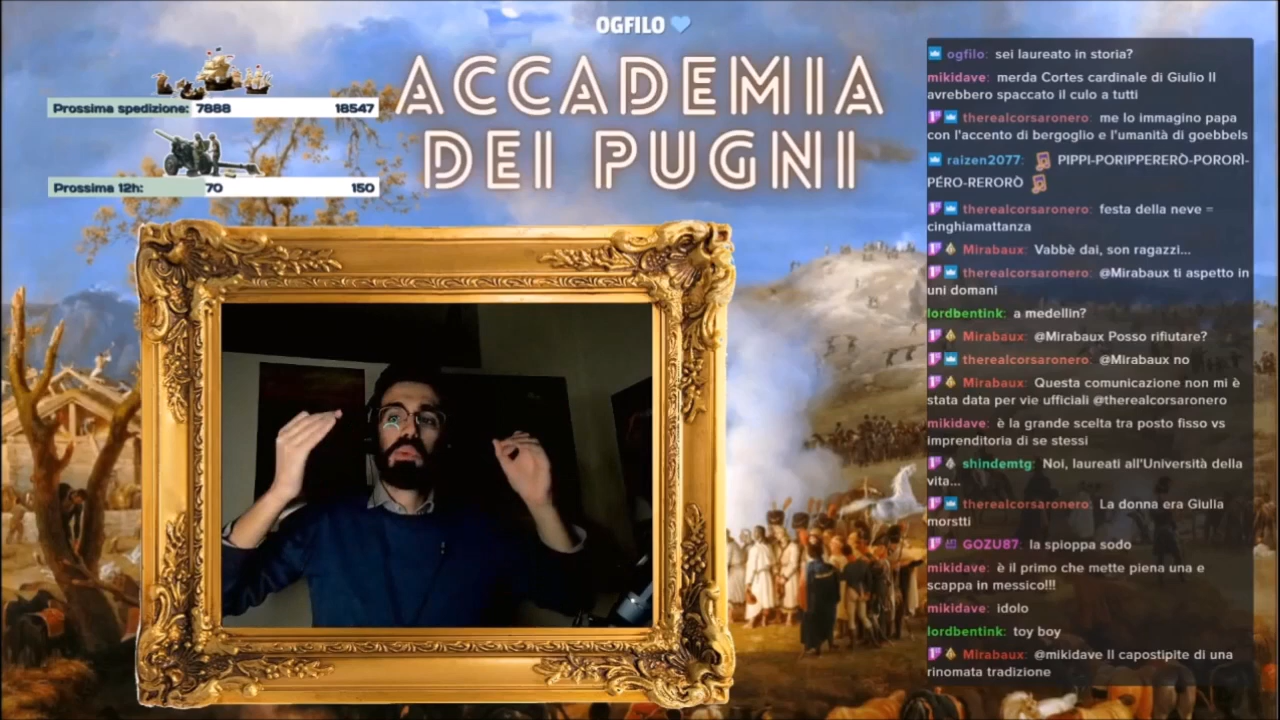 OGFILO
ACCADEMIA
DEI PUGNI
Prossima spedizione: 7888 18547
Prossima 12h: 70 150
ogfilo: sei laureato in storia?
mikidave: merda Cortes cardinale di Giulio II
avrebbero spaccato il culo a tutti
therealcorsaronero: me lo immagino papa
con l'accento di bergoglio e l'umanità di goebbels
raizen2077: PIPPI-PORIPPERERÒ-PORORÌ-
PÉRO-RERORÒ
therealcorsaronero: festa della neve =
cinghiamattanza
Mirabaux: Vabbè dai, son ragazzi...
therealcorsaronero: @Mirabaux ti aspetto in
uni domani
lordbentink: a medellin?
Mirabaux: @Mirabaux Posso rifiutare?
therealcorsaronero: @Mirabaux no
Mirabaux: Questa comunicazione non mi è
stata data per vie ufficiali @therealcorsaronero
mikidave: è la grande scelta tra posto fisso vs
imprenditoria di se stessi
shindemtg: Noi, laureati all'Università della
vita...
therealcorsaronero: La donna era Giulla
morstti
GOZU87: la spioppa sodo
mikidave: è il primo che mette piena una e
scappa in messico!!!
mikidave: idolo
lordbentink: toy boy
Mirabaux: @mikidave Il capostipite di una
rinomata tradizione